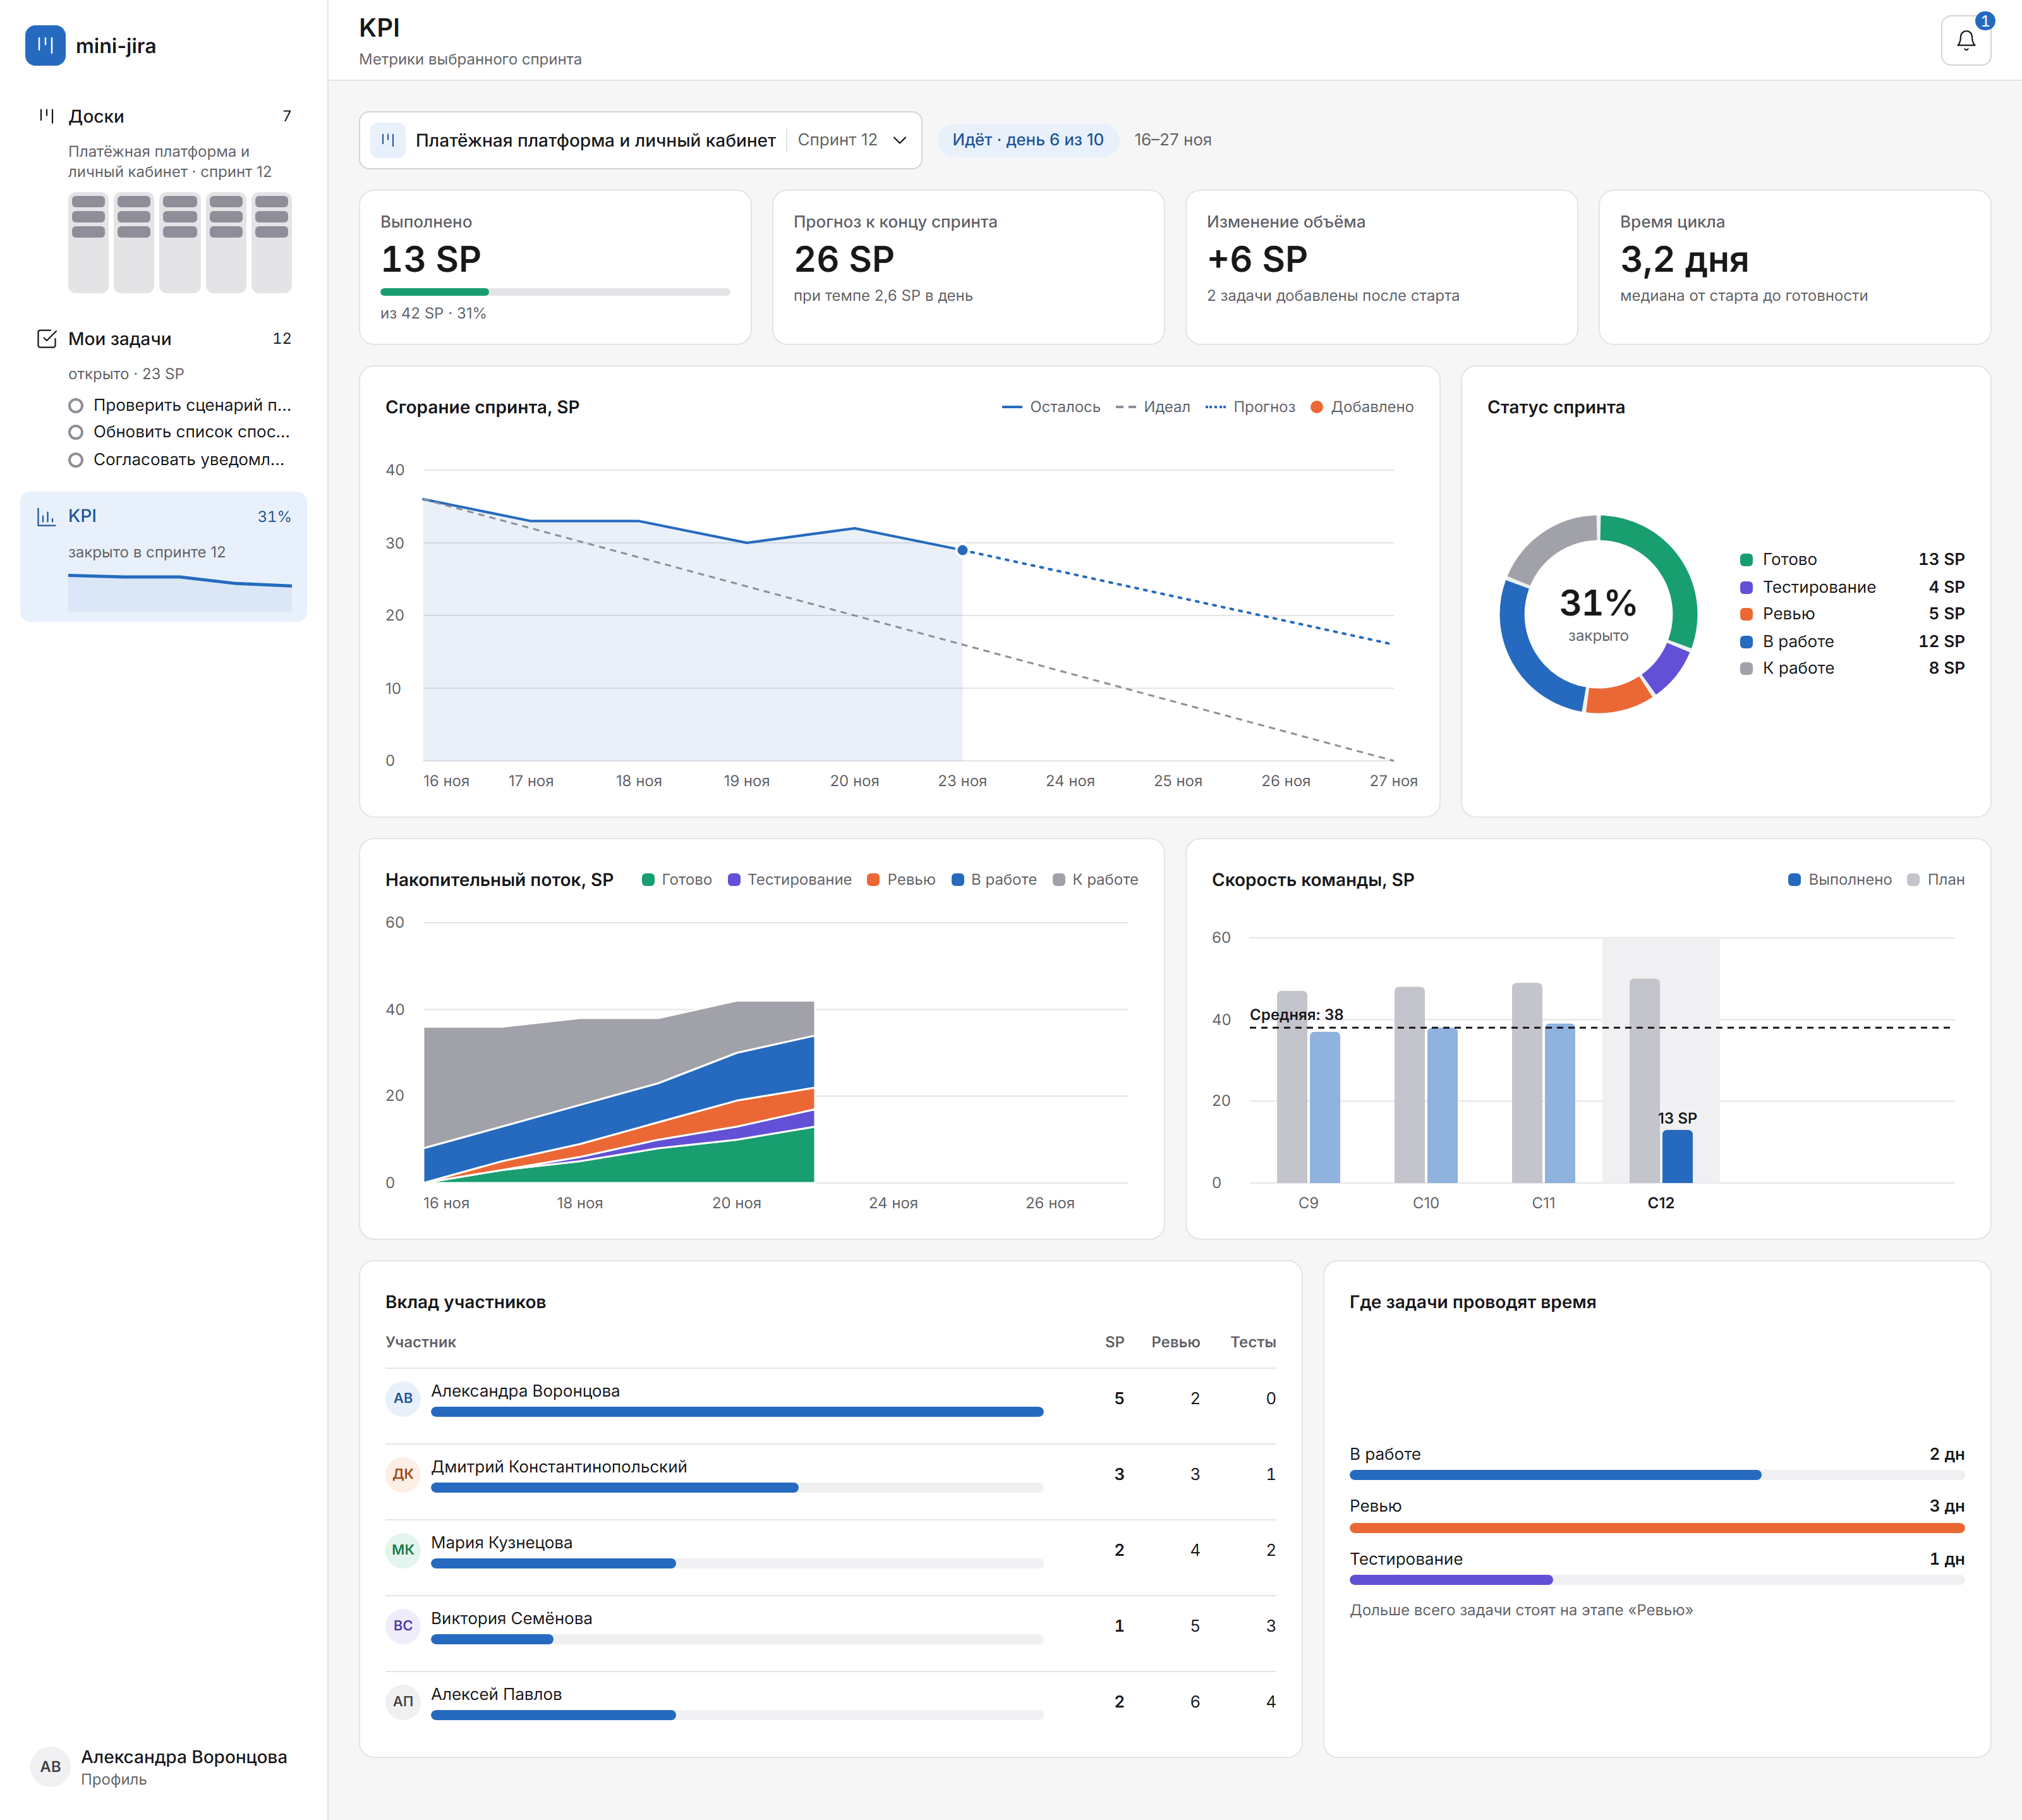 mini-jira
Доски 7
Платёжная платформа и
личный кабинет · спринт 12
Мои задачи 12
открыто · 23 SP
Проверить сценарий п...
Обновить список спос...
Согласовать уведомл...
KPI 31%
закрыто в спринте 12
АВ
Александра Воронцова
Профиль
KPI
Метрики выбранного спринта
1
Платёжная платформа и личный кабинет Спринт 12
Идёт · день 6 из 10
16–27 ноя
Выполнено
13 SP
из 42 SP · 31%
Прогноз к концу спринта
26 SP
при темпе 2,6 SP в день
Изменение объёма
+6 SP
2 задачи добавлены после старта
Время цикла
3,2 дня
медиана от старта до готовности
Сгорание спринта, SP
Осталось Идеал Прогноз Добавлено
40
30
20
10
0
16 ноя 17 ноя 18 ноя 19 ноя 20 ноя 23 ноя 24 ноя 25 ноя 26 ноя 27 ноя
Статус спринта
31%
закрыто
Готово 13 SP
Тестирование 4 SP
Ревью 5 SP
В работе 12 SP
К работе 8 SP
Накопительный поток, SP
Готово Тестирование Ревью В работе К работе
60
40
20
0
16 ноя 18 ноя 20 ноя 24 ноя 26 ноя
Скорость команды, SP
Выполнено План
60
Средняя: 38
40
20
13 SP
0
С9 С10 С11 С12
Вклад участников
Участник SP Ревью Тесты
АВ Александра Воронцова 5 2 0
ДК Дмитрий Константинопольский 3 3 1
МК Мария Кузнецова 2 4 2
ВС Виктория Семёнова 1 5 3
АП Алексей Павлов 2 6 4
Где задачи проводят время
В работе 2 дн
Ревью 3 дн
Тестирование 1 дн
Дольше всего задачи стоят на этапе «Ревью»